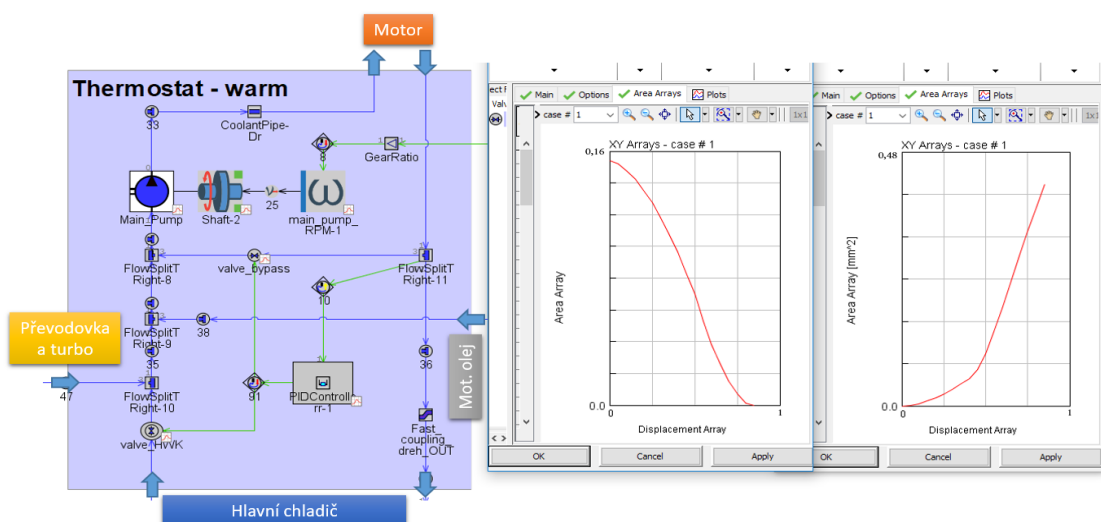 Motor
Thermostat - warm
33
CoolantPipe-
Dr
8
GearRatio
Main_Pump
Shaft-2
25
main_pump_
RPM-1
FlowSplitT
Right-8
valve_bypass
FlowSplitT
Right-11
10
FlowSplitT
Right-9
38
35
36
Převodovka
a turbo
47
FlowSplitT
Right-10
91
PIDControll
rr-1
Mot. olej
valve_HWK
Fast_
coupling_
dreh_OUT
Hlavní chladič
ect F
Valv
Main
Options
Area Arrays
Plots
case # 1
1x1
XY Arrays - case # 1
0,16
Area Array
0.0
0
1
Displacement Array
OK
Cancel
Apply
Main
Options
Area Arrays
Plots
case # 1
1x1
XY Arrays - case # 1
0,48
Area Array [mm^2]
0.0
0
1
Displacement Array
OK
Cancel
Apply